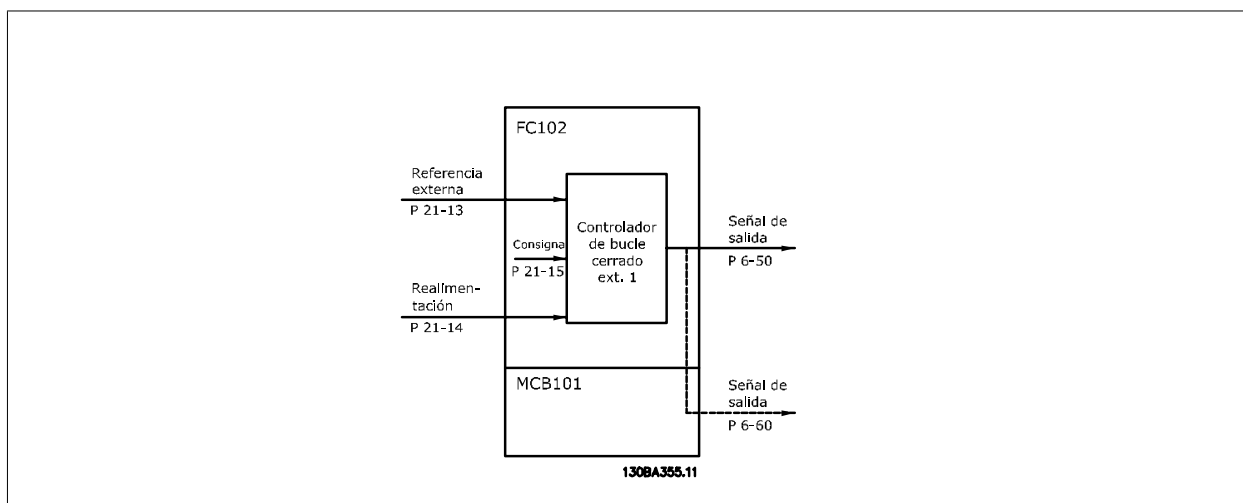 FC102
Referencia
externa
P 21-13
Controlador
de bucle
cerrado
ext. 1
Consigna
P 21-15
Realimen-
tación
P 21-14
Señal de
salida
P 6-50
MCB101
Señal de
salida
P 6-60
130BA355.11